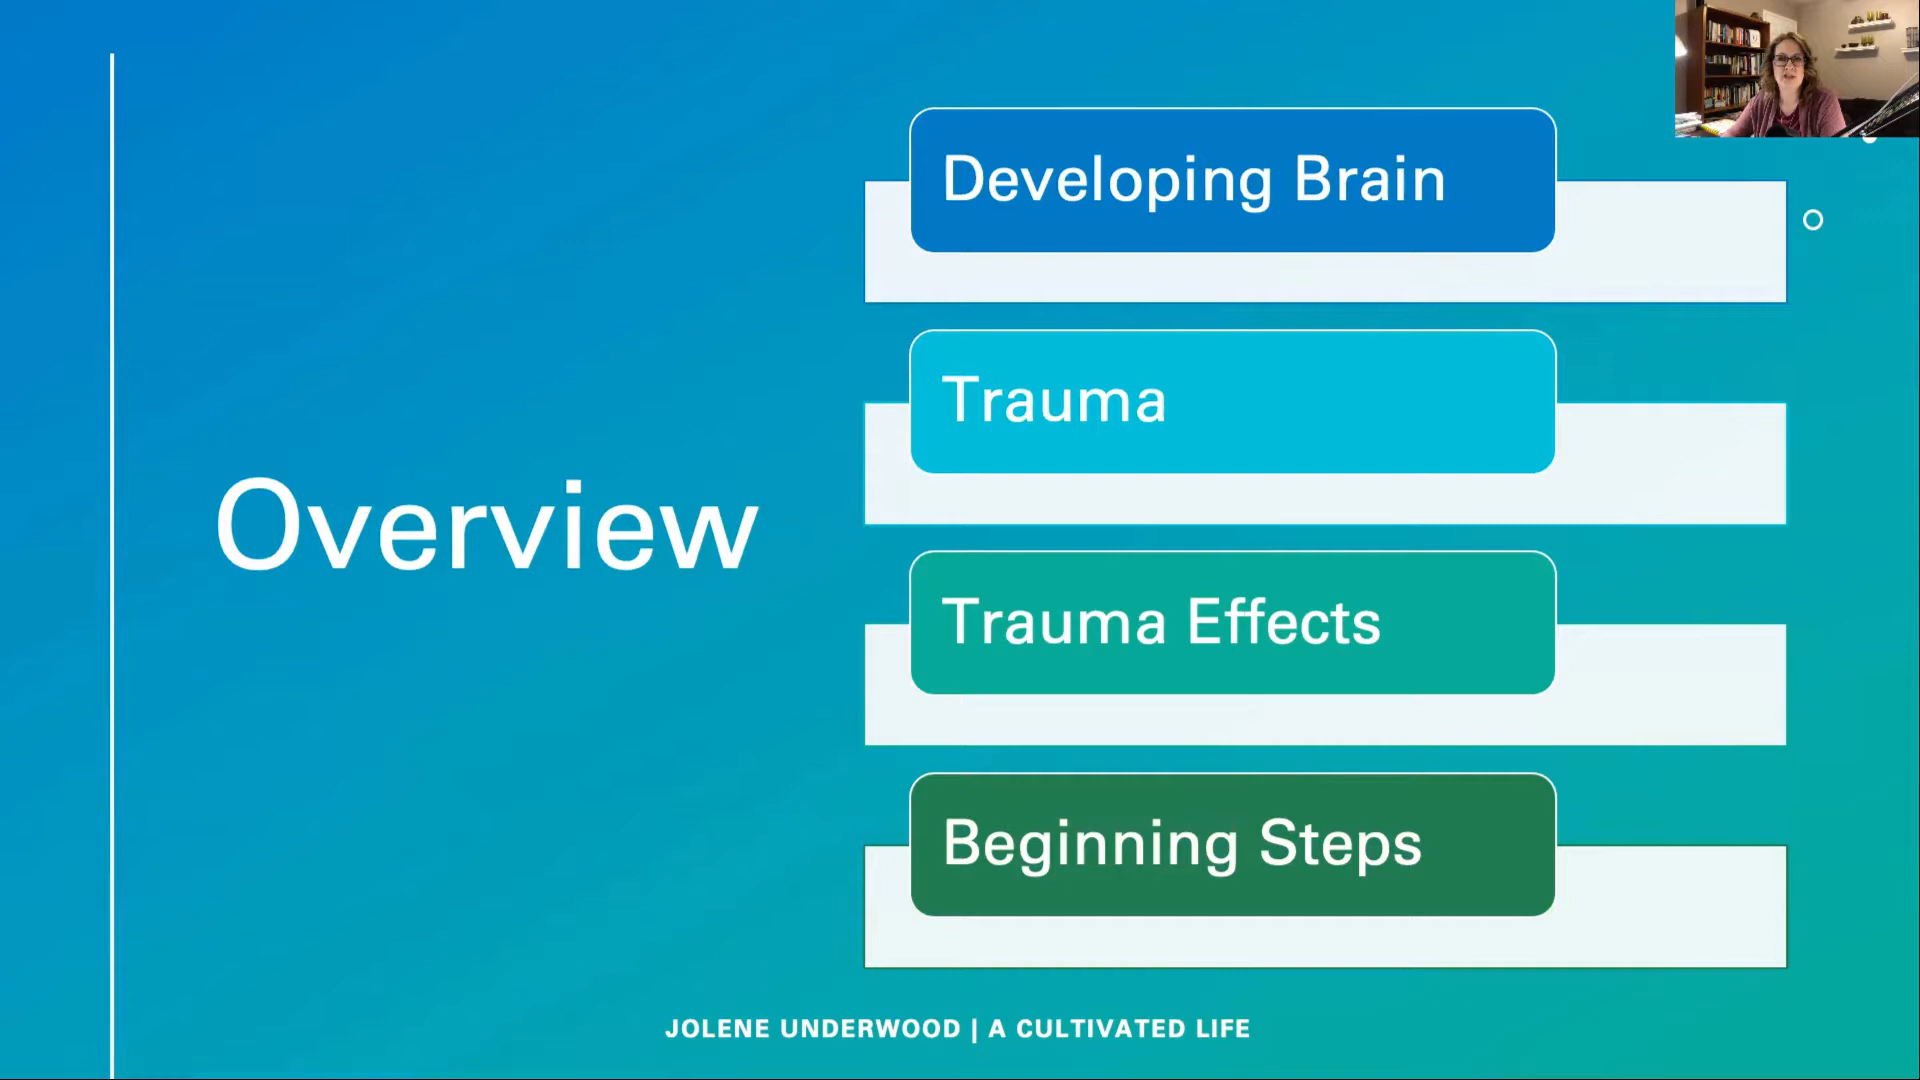 Overview
Developing Brain
Trauma
Trauma Effects
Beginning Steps
JOLENE UNDERWOOD | A CULTIVATED LIFE